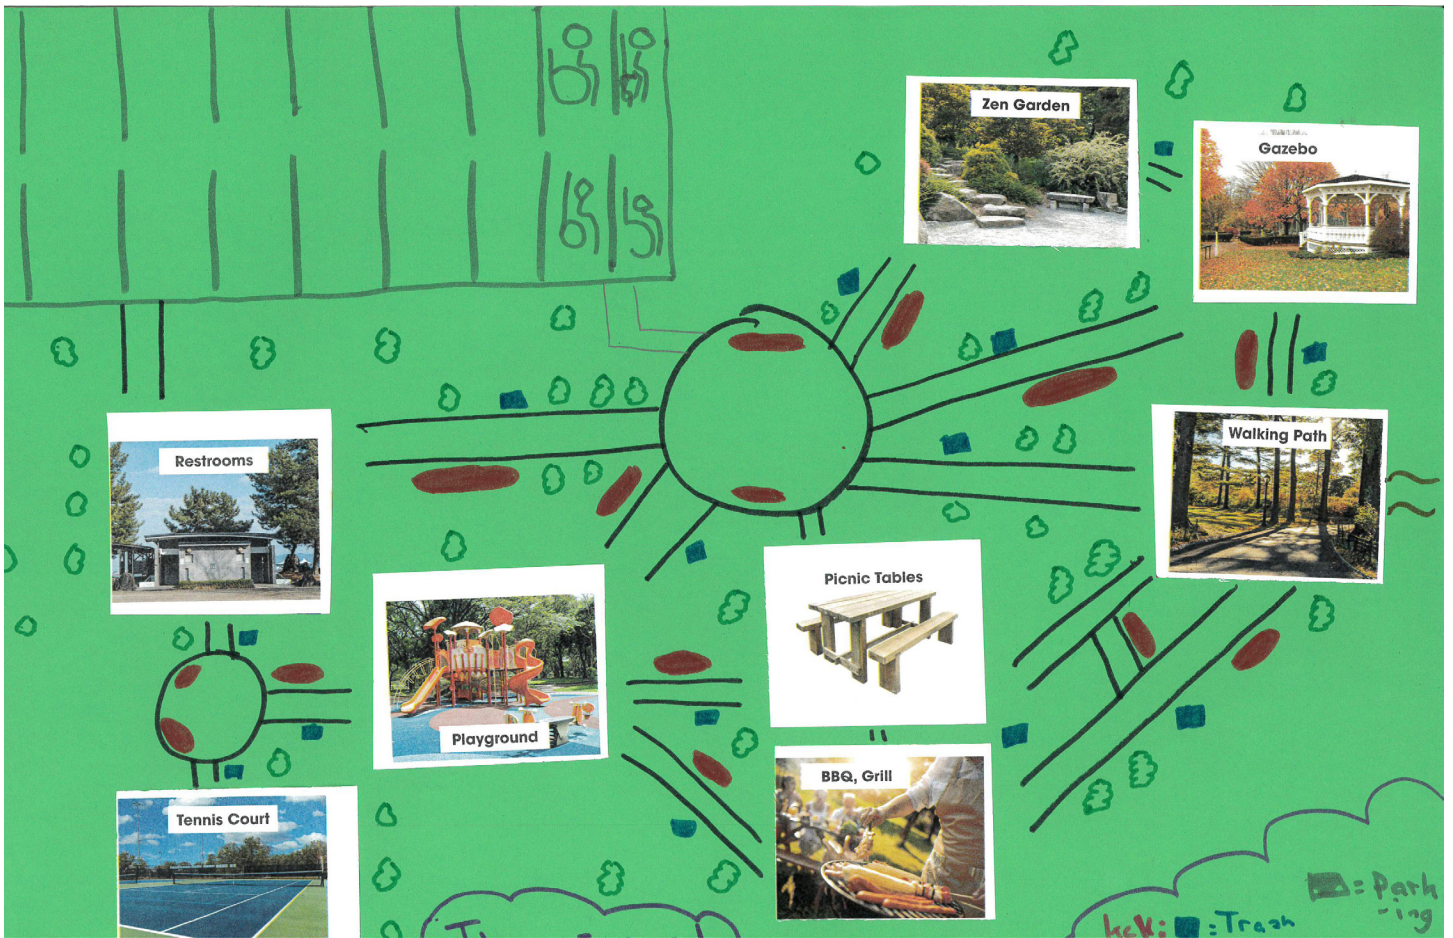 Zen Garden
Gazebo
Restrooms
Walking Path
Picnic Tables
Playground
BBQ, Grill
Tennis Court
= Park
-ing
key: = Trash